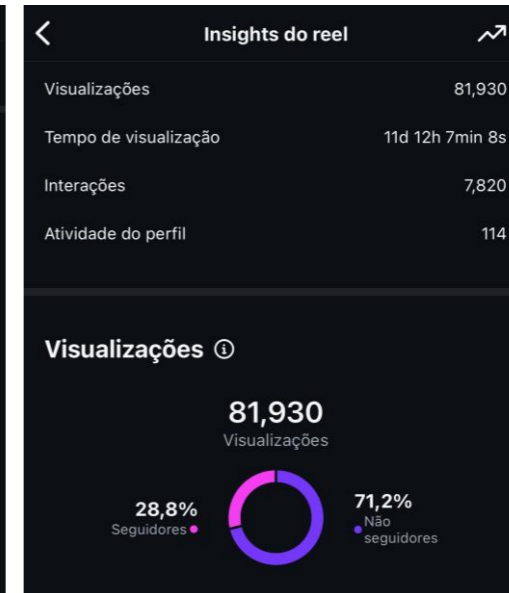 Insights do reel
Visualizações 81,930
Tempo de visualização 11d 12h 7min 8s
Interações 7,820
Atividade do perfil 114
Visualizações
81,930
Visualizações
28,8%
Seguidores
71,2%
Não
seguidores